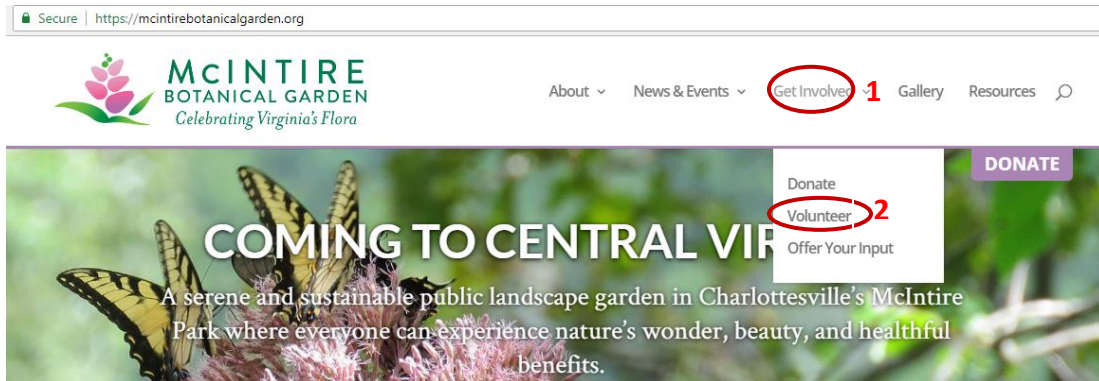 Secure | https://mcintirebotanicalgarden.org
McINTIRE
BOTANICAL GARDEN
Celebrating Virginia's Flora
About News & Events Get Involved 1 Gallery Resources
DONATE
Donate
Volunteer 2
Offer Your Input
COMING TO CENTRAL VIR
A serene and sustainable public landscape garden in Charlottesville's McIntire
Park where everyone can experience nature's wonder, beauty, and healthful
benefits.